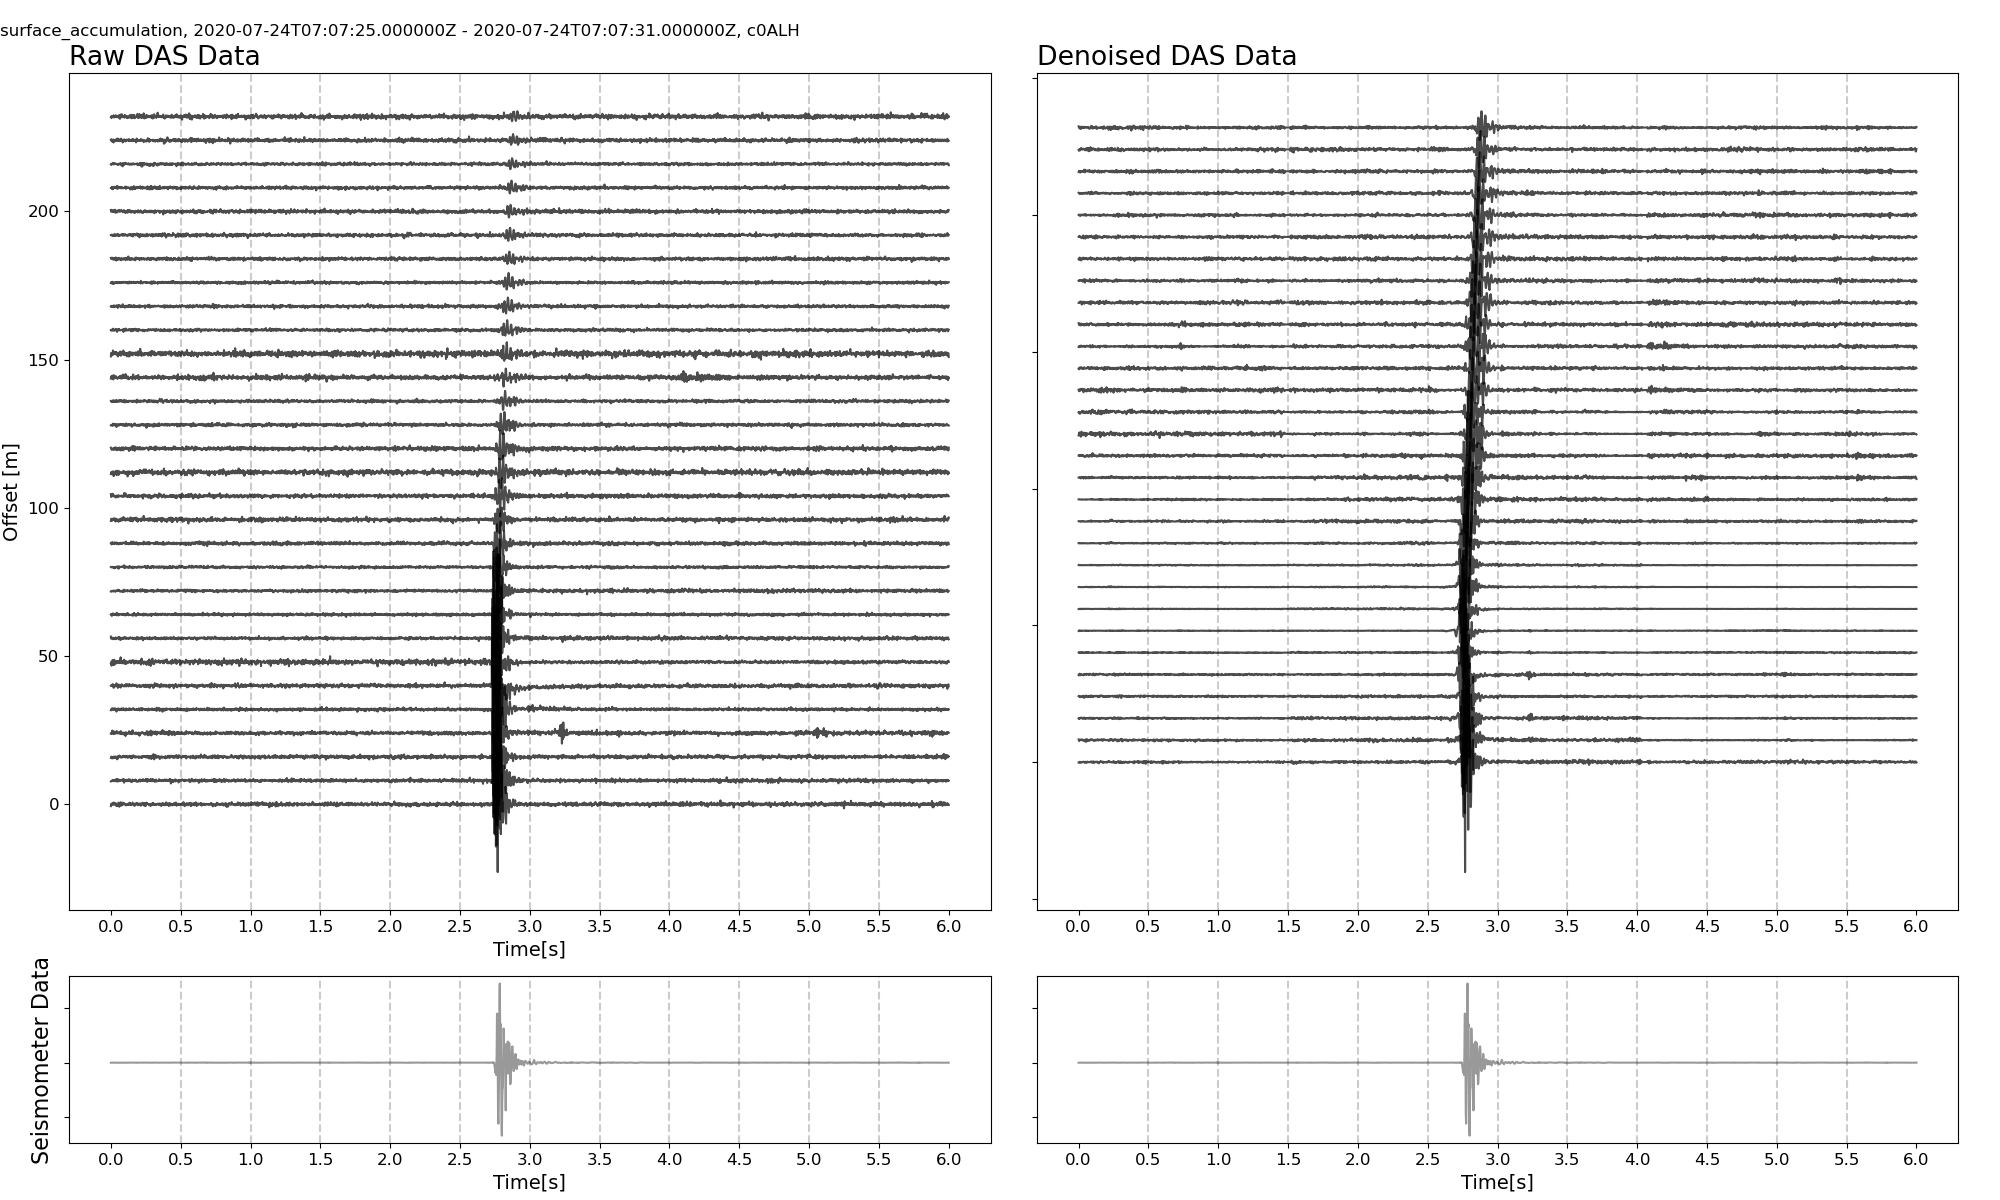 surface_accumulation, 2020-07-24T07:07:25.000000Z - 2020-07-24T07:07:31.000000Z, c0ALH
Raw DAS Data
Denoised DAS Data
Offset [m]
200
150
100
50
0
0.0 0.5 1.0 1.5 2.0 2.5 3.0 3.5 4.0 4.5 5.0 5.5 6.0
Time[s]
0.0 0.5 1.0 1.5 2.0 2.5 3.0 3.5 4.0 4.5 5.0 5.5 6.0
Seismometer Data
0.0 0.5 1.0 1.5 2.0 2.5 3.0 3.5 4.0 4.5 5.0 5.5 6.0
Time[s]
0.0 0.5 1.0 1.5 2.0 2.5 3.0 3.5 4.0 4.5 5.0 5.5 6.0
Time[s]